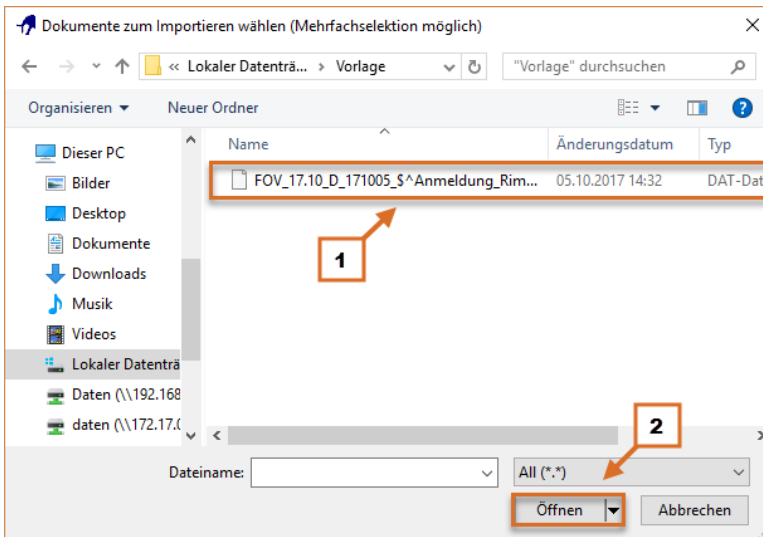 Dokumente zum Importieren wählen (Mehrfachselektion möglich)
« Lokaler Datenträ... › Vorlage
"Vorlage" durchsuchen
Organisieren
Neuer Ordner
Name
Änderungsdatum
Typ
Dieser PC
Bilder
Desktop
Dokumente
Downloads
Musik
Videos
Lokaler Datenträ
Daten (\\192.168
daten (\\172.17.0
FOV_17.10_D_171005_$^Anmeldung_Rim...
05.10.2017 14:32
DAT-Dat
1
2
Dateiname:
All (*.*)
Öffnen
Abbrechen